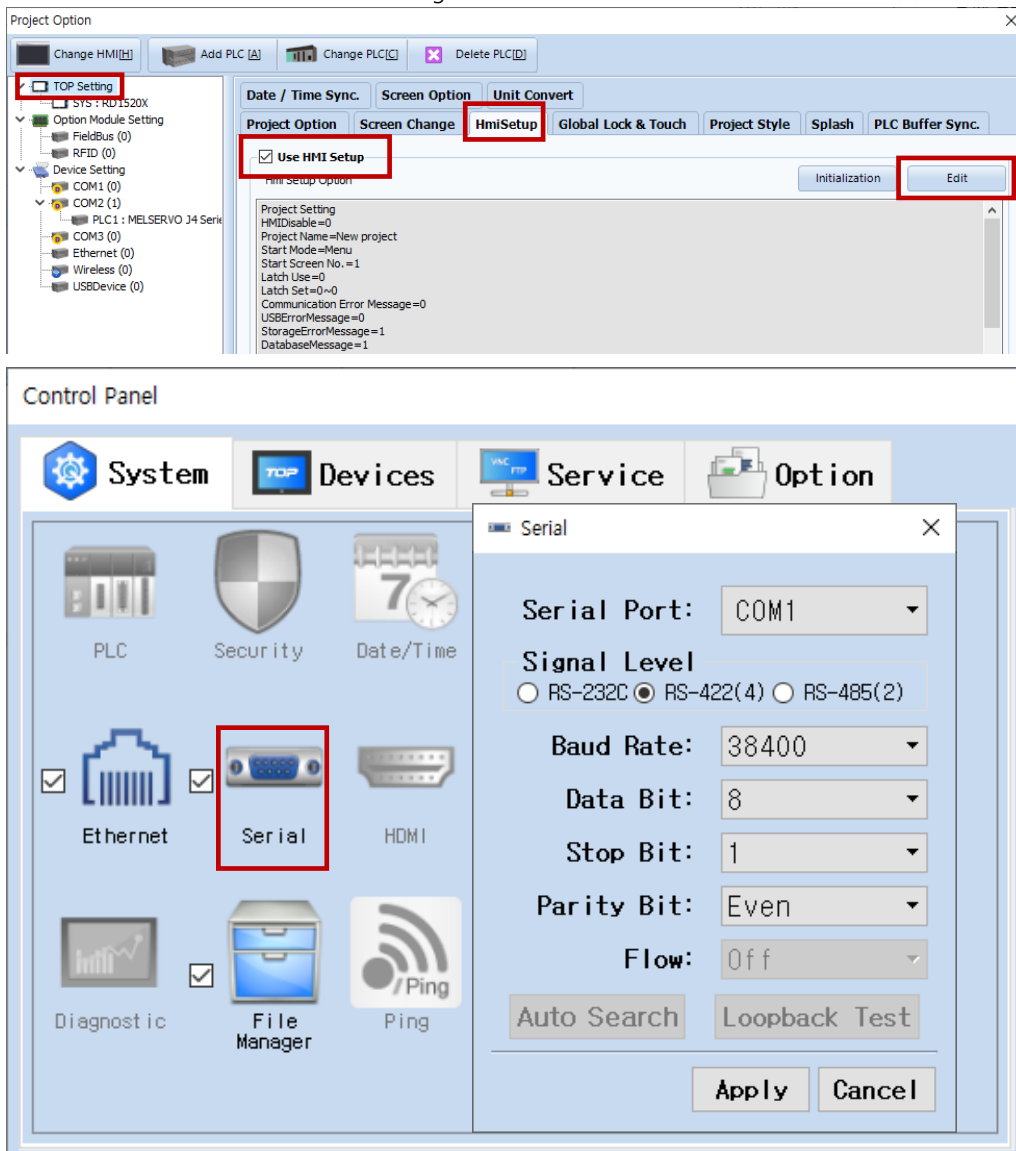 Project Option
Change HMI[H] Add PLC [A] Change PLC[C] Delete PLC[D]
TOP Setting
SYS : RD1520X
Option Module Setting
FieldBus (0)
RFID (0)
Device Setting
COM1 (0)
COM2 (1)
PLC1 : MELSERVO J4 Serie
COM3 (0)
Ethernet (0)
Wireless (0)
USBDevice (0)
Date / Time Sync. Screen Option Unit Convert
Project Option Screen Change HmiSetup Global Lock & Touch Project Style Splash PLC Buffer Sync.
Use HMI Setup
Hmi Setup Option
Initialization Edit
Project Setting
HMIDisable=0
Project Name=New project
Start Mode=Menu
Start Screen No.=1
Latch Use=0
Latch Set=0~0
Communication Error Message=0
USBErrorMessage=0
StorageErrorMessage=1
DatabaseMessage=1
Control Panel
System Devices Service Option
PLC Security Date/Time
Ethernet Serial HDMI
Diagnostic File Manager Ping
/Ping
Serial
Serial Port: COM1
Signal Level
RS-232C RS-422(4) RS-485(2)
Baud Rate: 38400
Data Bit: 8
Stop Bit: 1
Parity Bit: Even
Flow: Off
Auto Search Loopback Test
Apply Cancel